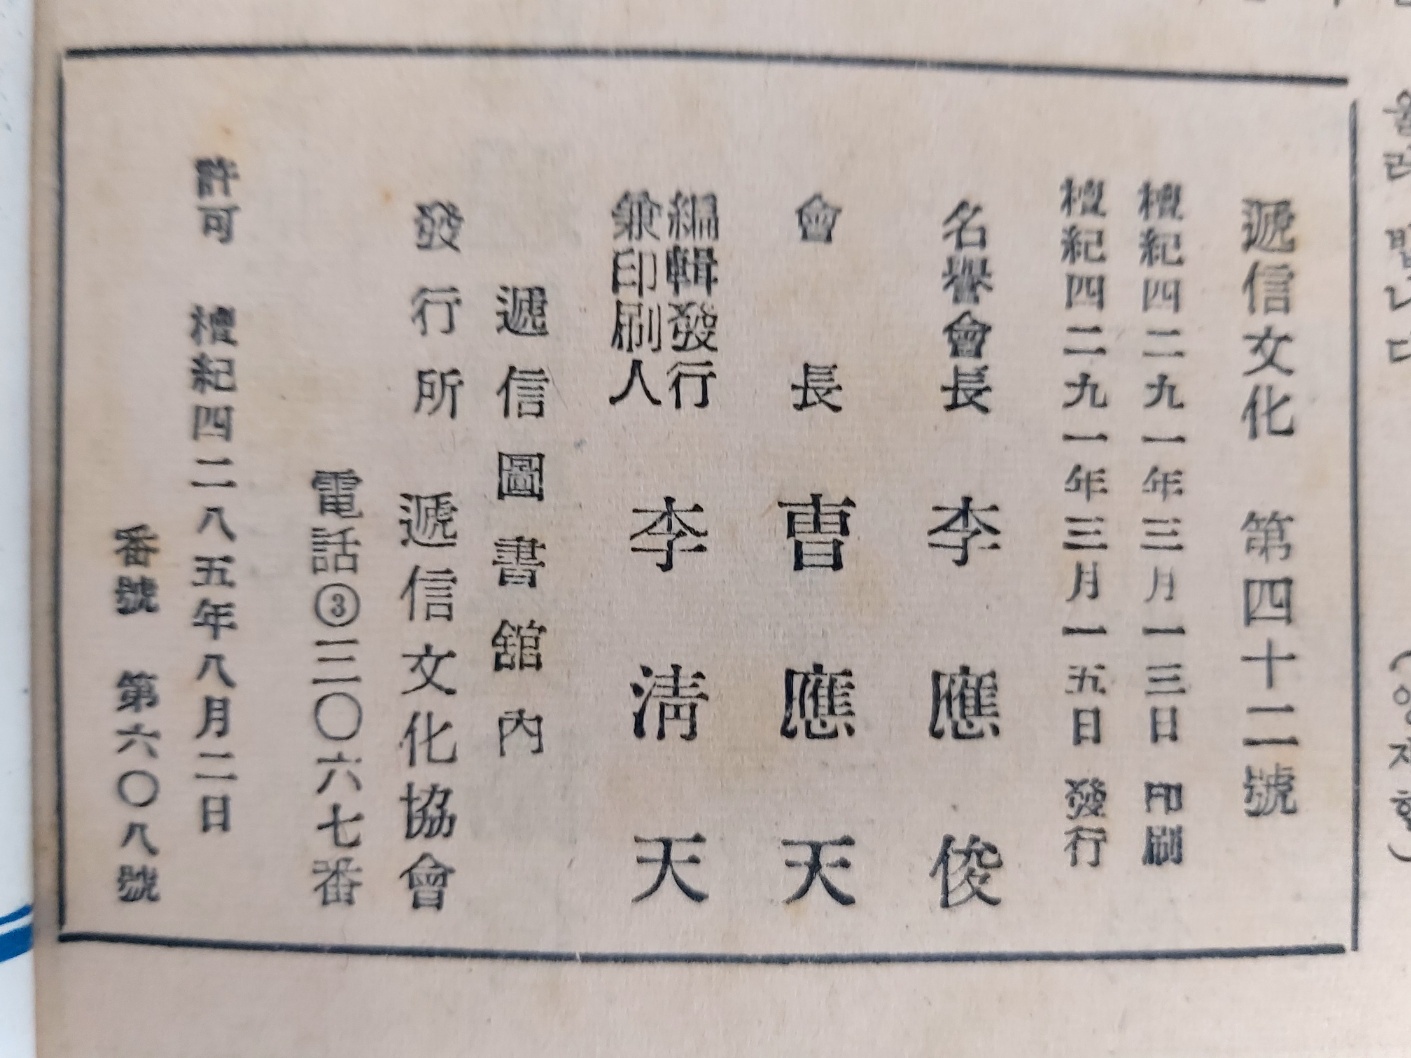 遞信文化 第四十二號
檀紀四二九一年三月一三日 印刷
檀紀四二九一年三月一五日 發行
名譽會長 李應俊
會長 曺應天
編輯發行
兼印刷人 李淸天
遞信圖書舘內
發行所 遞信文化協會
電話③三〇六七番
許可 檀紀四二八五年八月二日
番號 第六〇八號